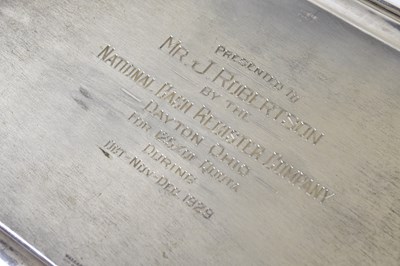 PRESENTED TO
MR. J ROBERTSON
BY THE
NATIONAL CASH REGISTER COMPANY
DAYTON OHIO
FOR % OF QUOTA
DURING
OCT-NOV-DEC 1929